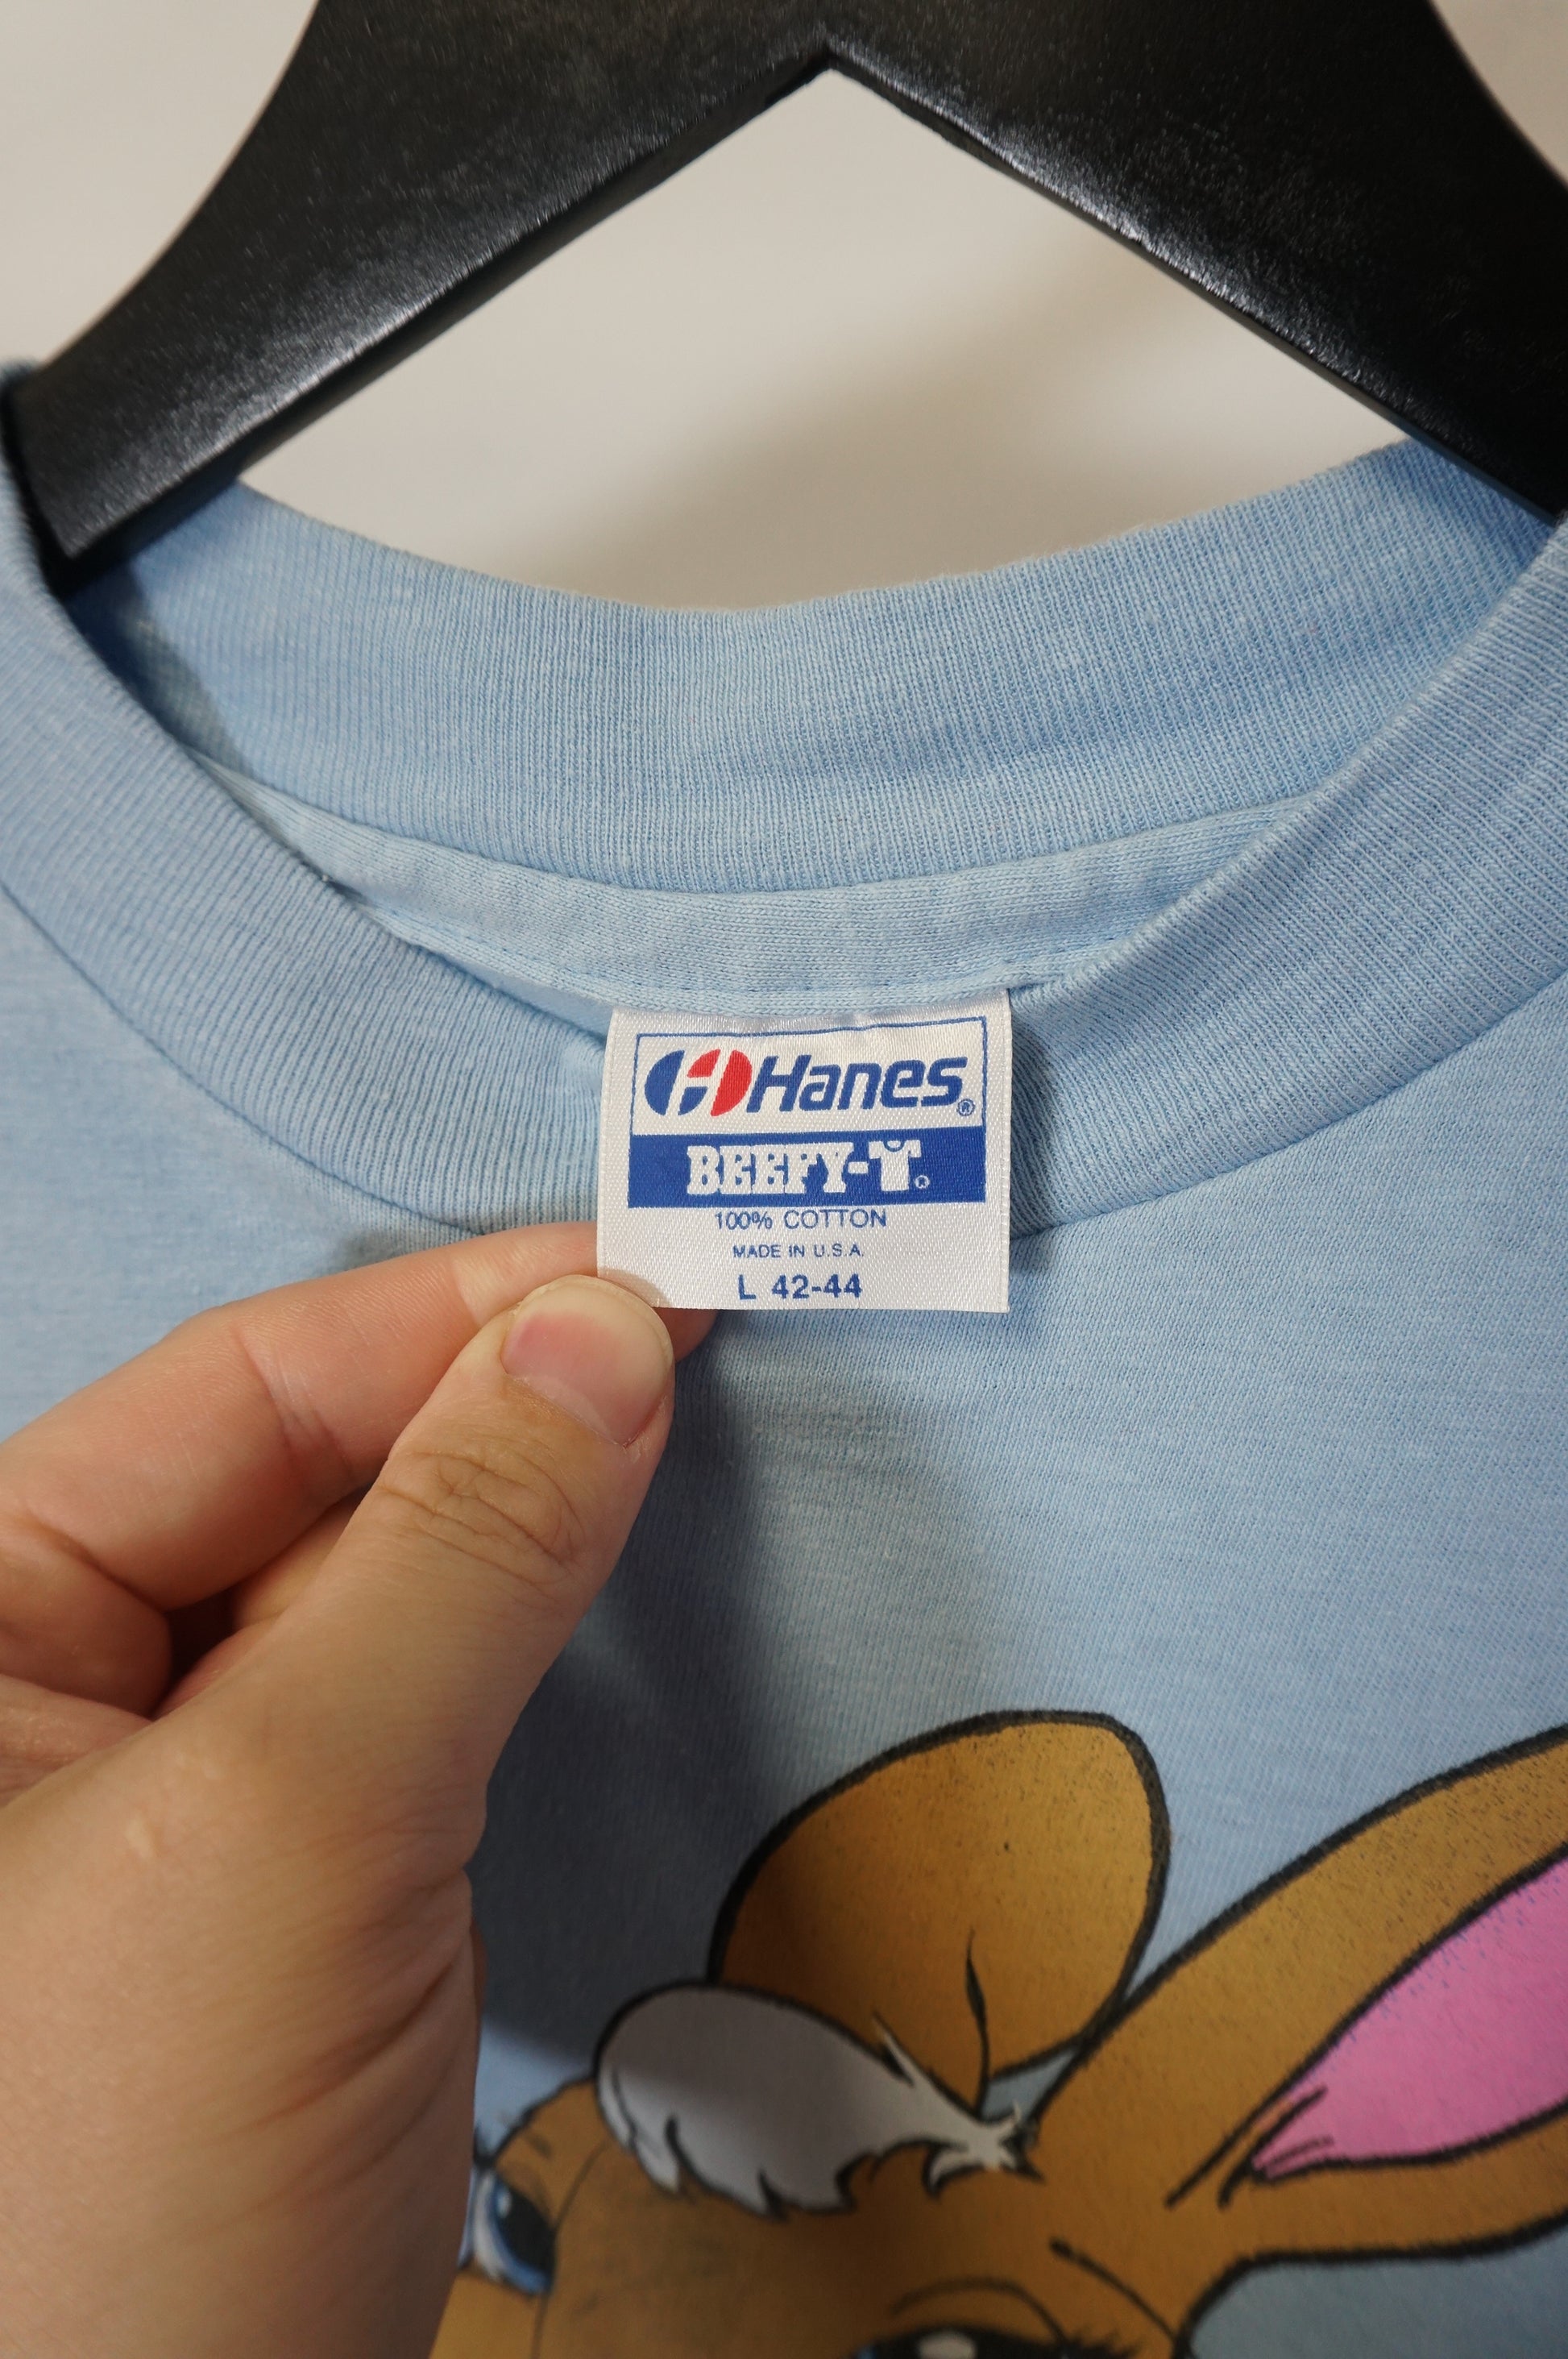 Hanes®
BEEFY-T®
100% COTTON
MADE IN U.S.A.
L 42-44